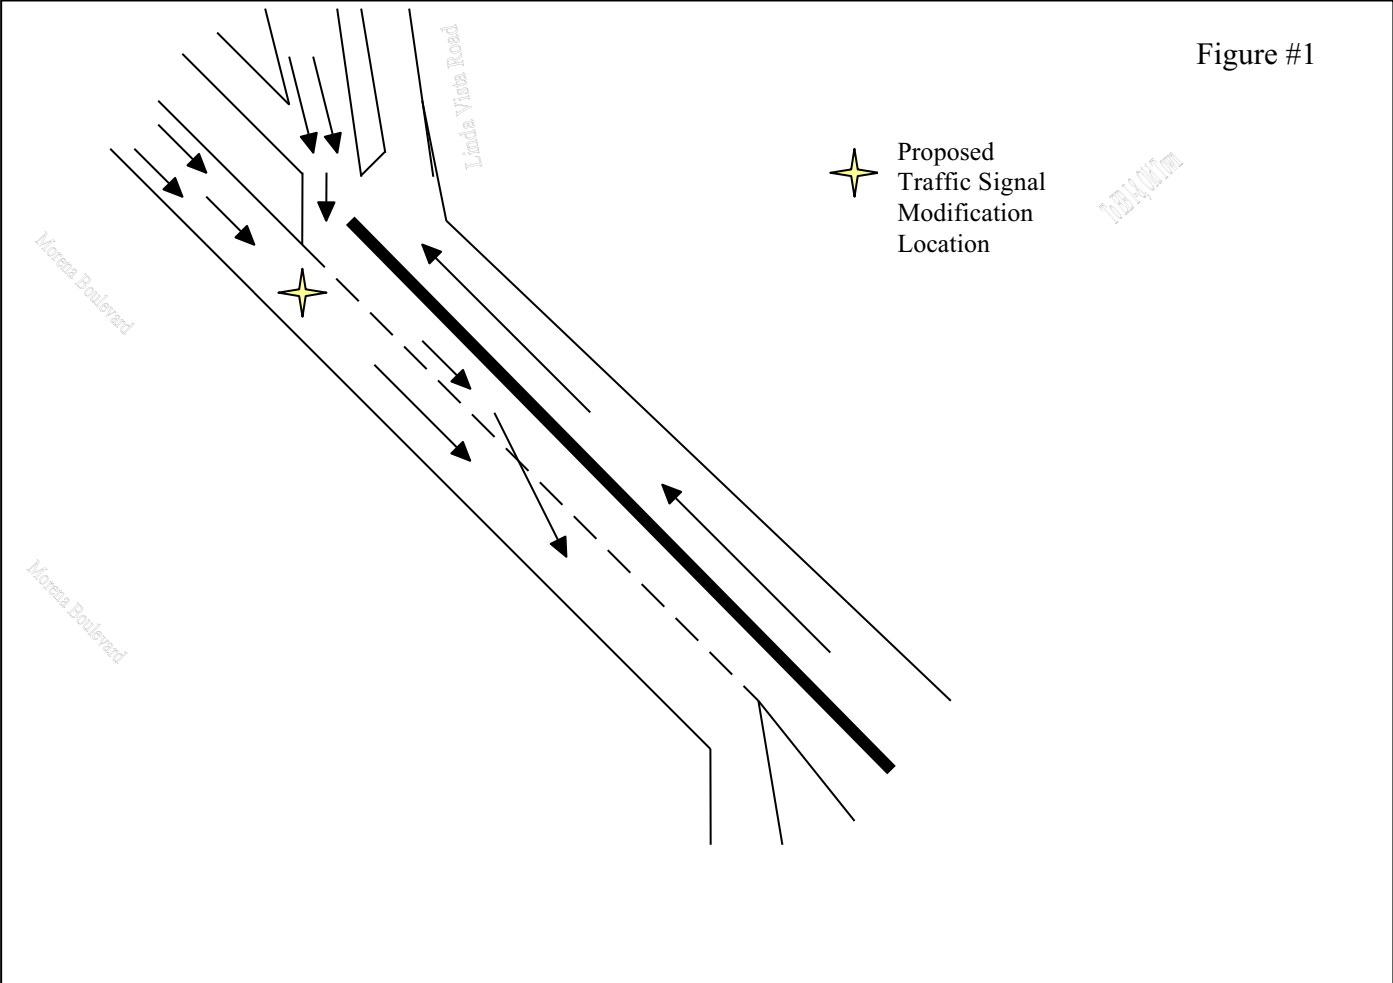 Figure #1
Linda Vista Road
Proposed
Traffic Signal
Modification
Location
Morena Boulevard
Morena Boulevard